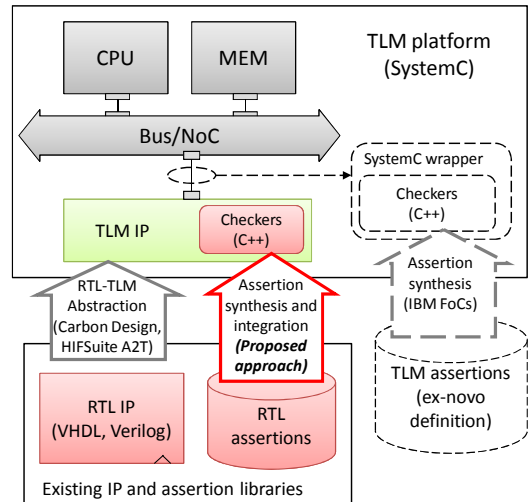 TLM platform
(SystemC)
CPU
MEM
Bus/NoC
SystemC wrapper
Checkers
(C++)
TLM IP
Checkers
(C++)
RTL-TLM
Abstraction
(Carbon Design,
HIFSuite A2T)
Assertion
synthesis and
integration
(Proposed
approach)
Assertion
synthesis
(IBM FoCs)
RTL IP
(VHDL, Verilog)
RTL
assertions
TLM assertions
(ex-novo
definition)
Existing IP and assertion libraries